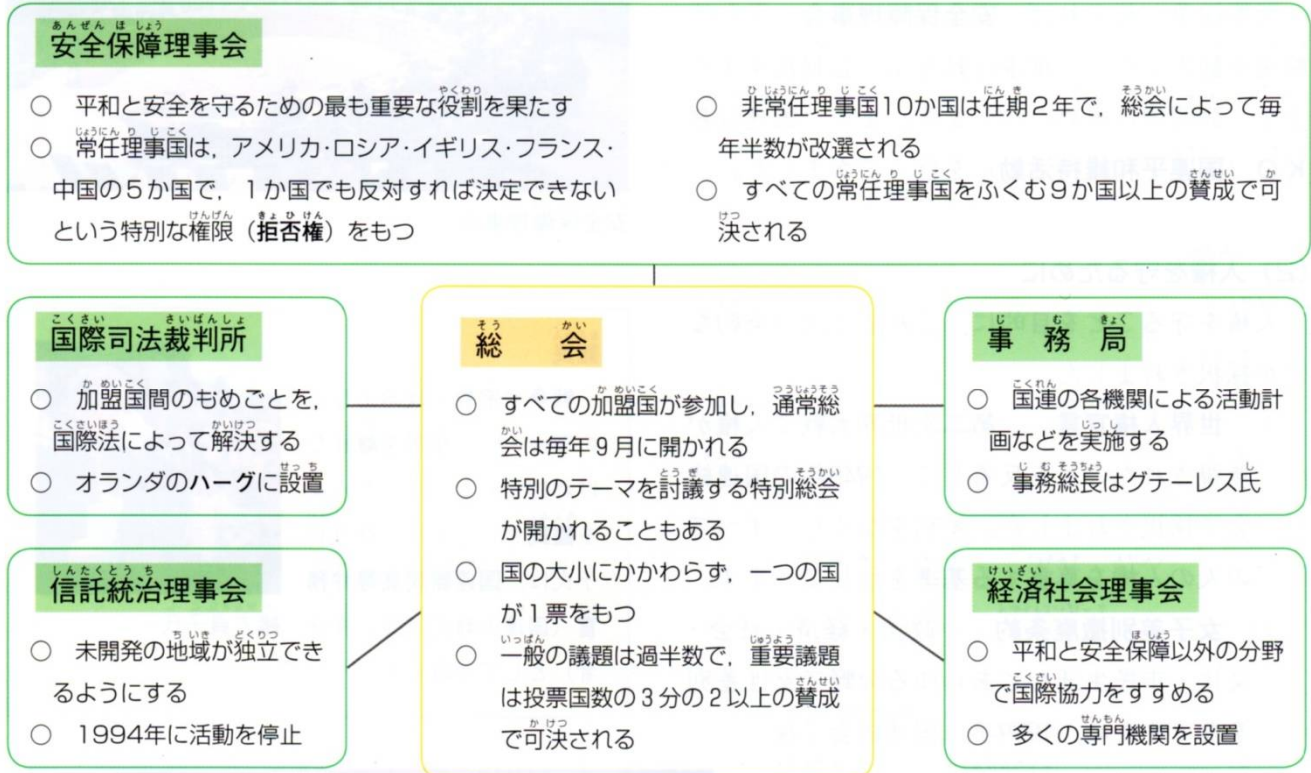 安全保障理事会
○ 平和と安全を守るための最も重要な役割を果たす
○ 常任理事国は，アメリカ・ロシア・イギリス・フランス・
中国の5か国で，1か国でも反対すれば決定できない
という特別な権限（拒否権）をもつ
○ 非常任理事国10か国は任期2年で，総会によって毎
年半数が改選される
○ すべての常任理事国をふくむ9か国以上の賛成で可
決される
国際司法裁判所
○ 加盟国間のもめごとを，
国際法によって解決する
○ オランダのハーグに設置
総会
○ すべての加盟国が参加し，通常総
会は毎年9月に開かれる
○ 特別のテーマを討議する特別総会
が開かれることもある
○ 国の大小にかかわらず，一つの国
が1票をもつ
○ 一般の議題は過半数で，重要議題
は投票国数の3分の2以上の賛成
で可決される
事務局
○ 国連の各機関による活動計
画などを実施する
○ 事務総長はグテーレス氏
信託統治理事会
○ 未開発の地域が独立でき
るようにする
○ 1994年に活動を停止
経済社会理事会
○ 平和と安全保障以外の分野
で国際協力をすすめる
○ 多くの専門機関を設置